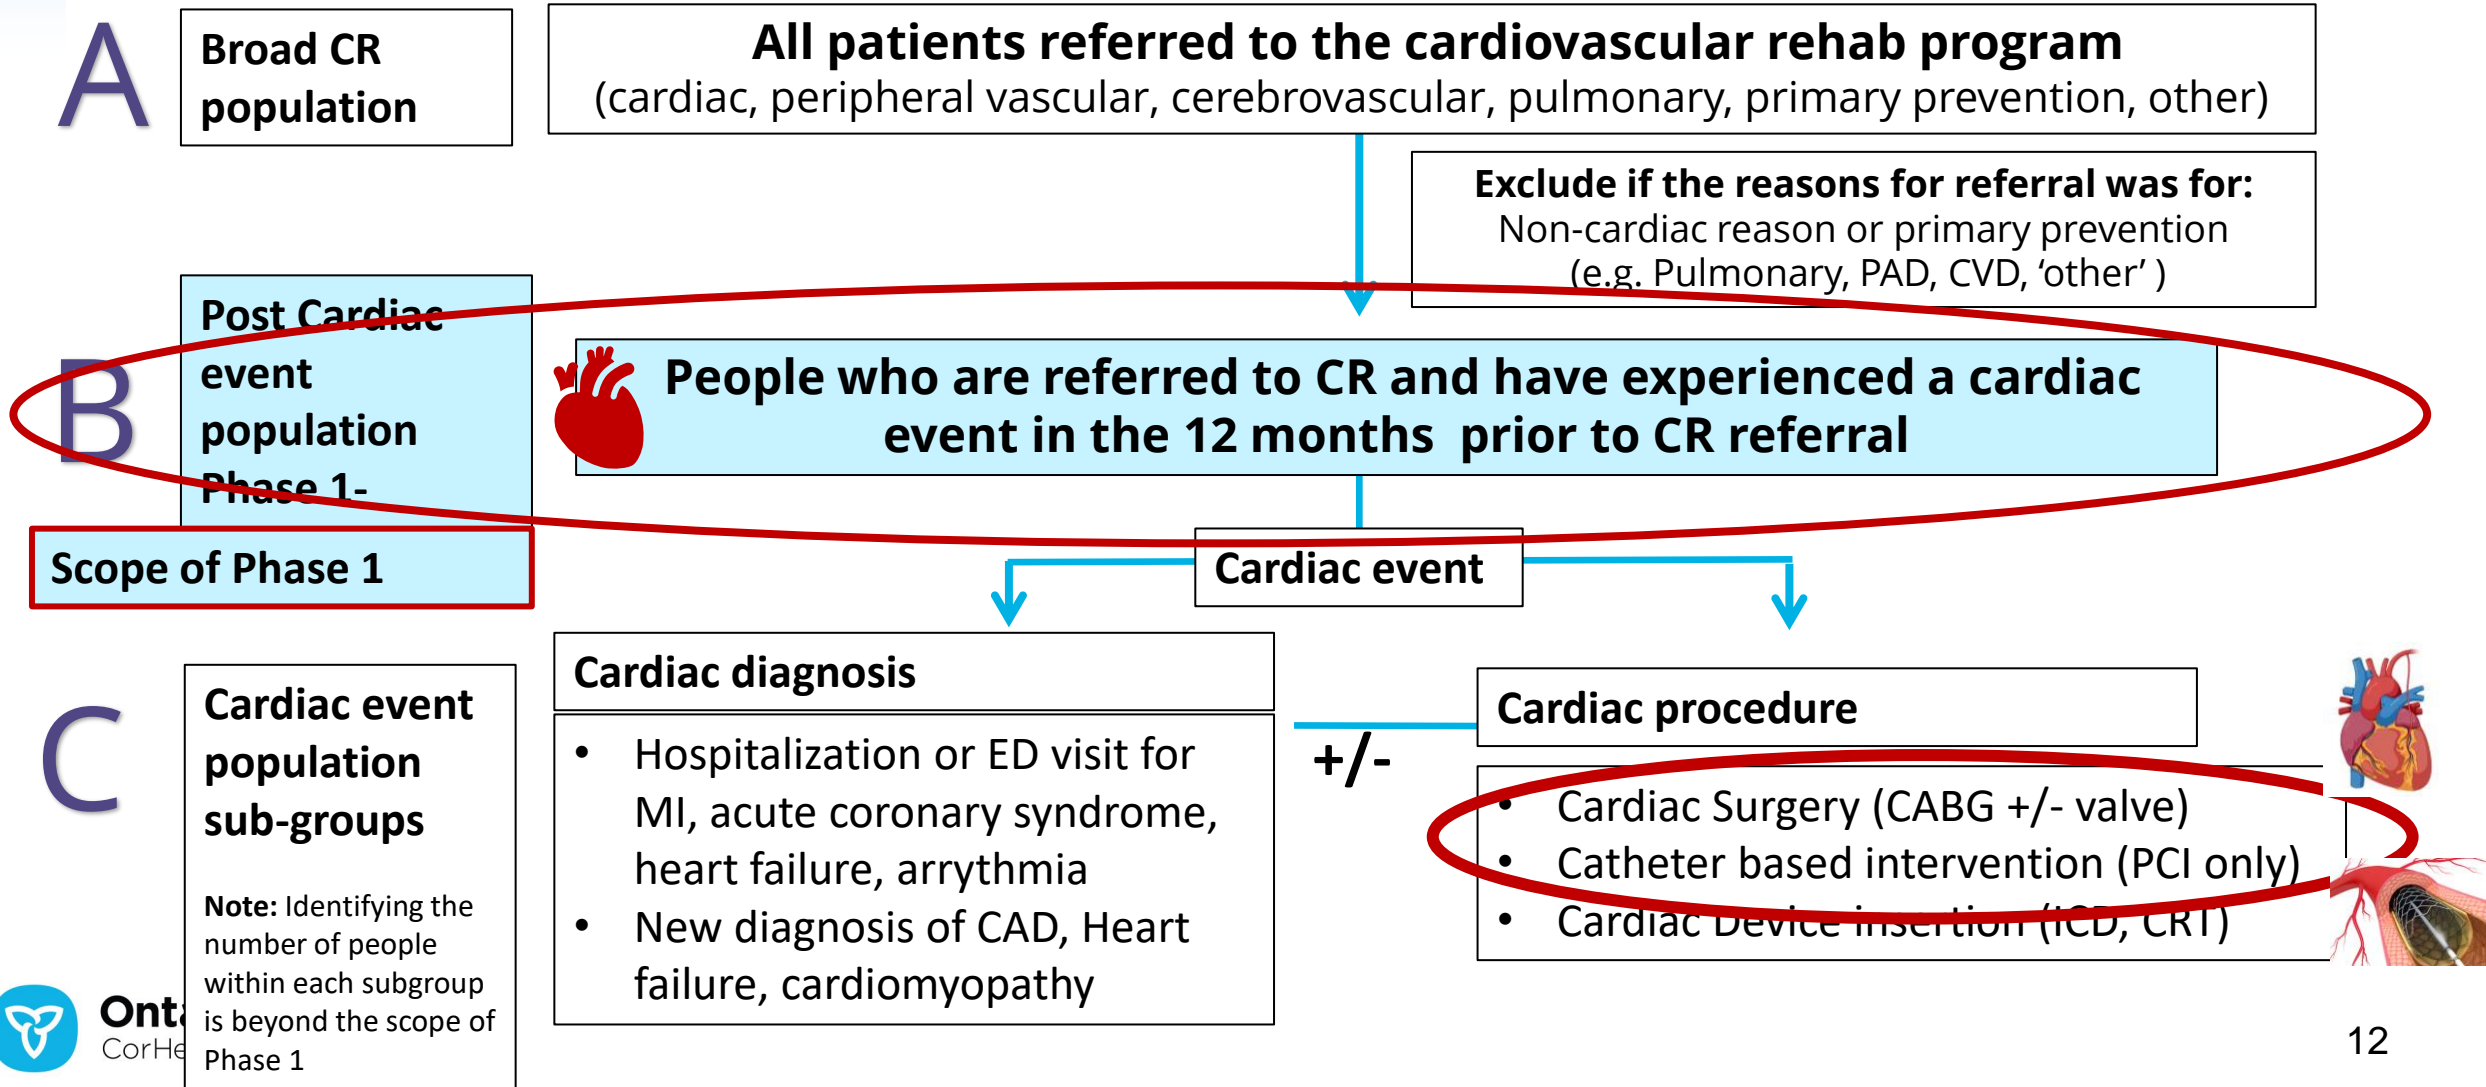 A
Broad CR
population
All patients referred to the cardiovascular rehab program
(cardiac, peripheral vascular, cerebrovascular, pulmonary, primary prevention, other)
Exclude if the reasons for referral was for:
Non-cardiac reason or primary prevention
(e.g. Pulmonary, PAD, CVD, ‘other’ )
B
Post Cardiac
event
population
Phase 1-
Scope of Phase 1
People who are referred to CR and have experienced a cardiac
event in the 12 months prior to CR referral
Cardiac event
C
Cardiac event
population
sub-groups
Note: Identifying the
number of people
within each subgroup
is beyond the scope of
Phase 1
Cardiac diagnosis
• Hospitalization or ED visit for
MI, acute coronary syndrome,
heart failure, arrythmia
• New diagnosis of CAD, Heart
failure, cardiomyopathy
+/-
Cardiac procedure
• Cardiac Surgery (CABG +/- valve)
• Catheter based intervention (PCI only)
• Cardiac Device insertion (ICD, CRT)
12